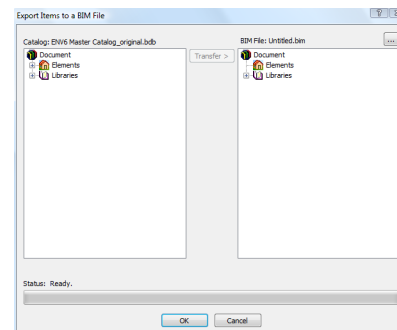 Export Items to a BIM File
Catalog: ENV6 Master Catalog_original.bdb
Transfer >
BIM File: Untitled.bim
...
Document
Elements
Libraries
Document
Elements
Libraries
Status: Ready.
OK
Cancel